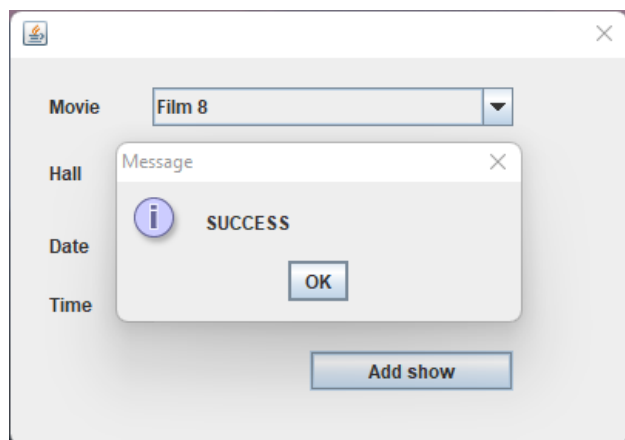 Movie
Film 8
Message
Hall
i
SUCCESS
Date
OK
Time
Add show